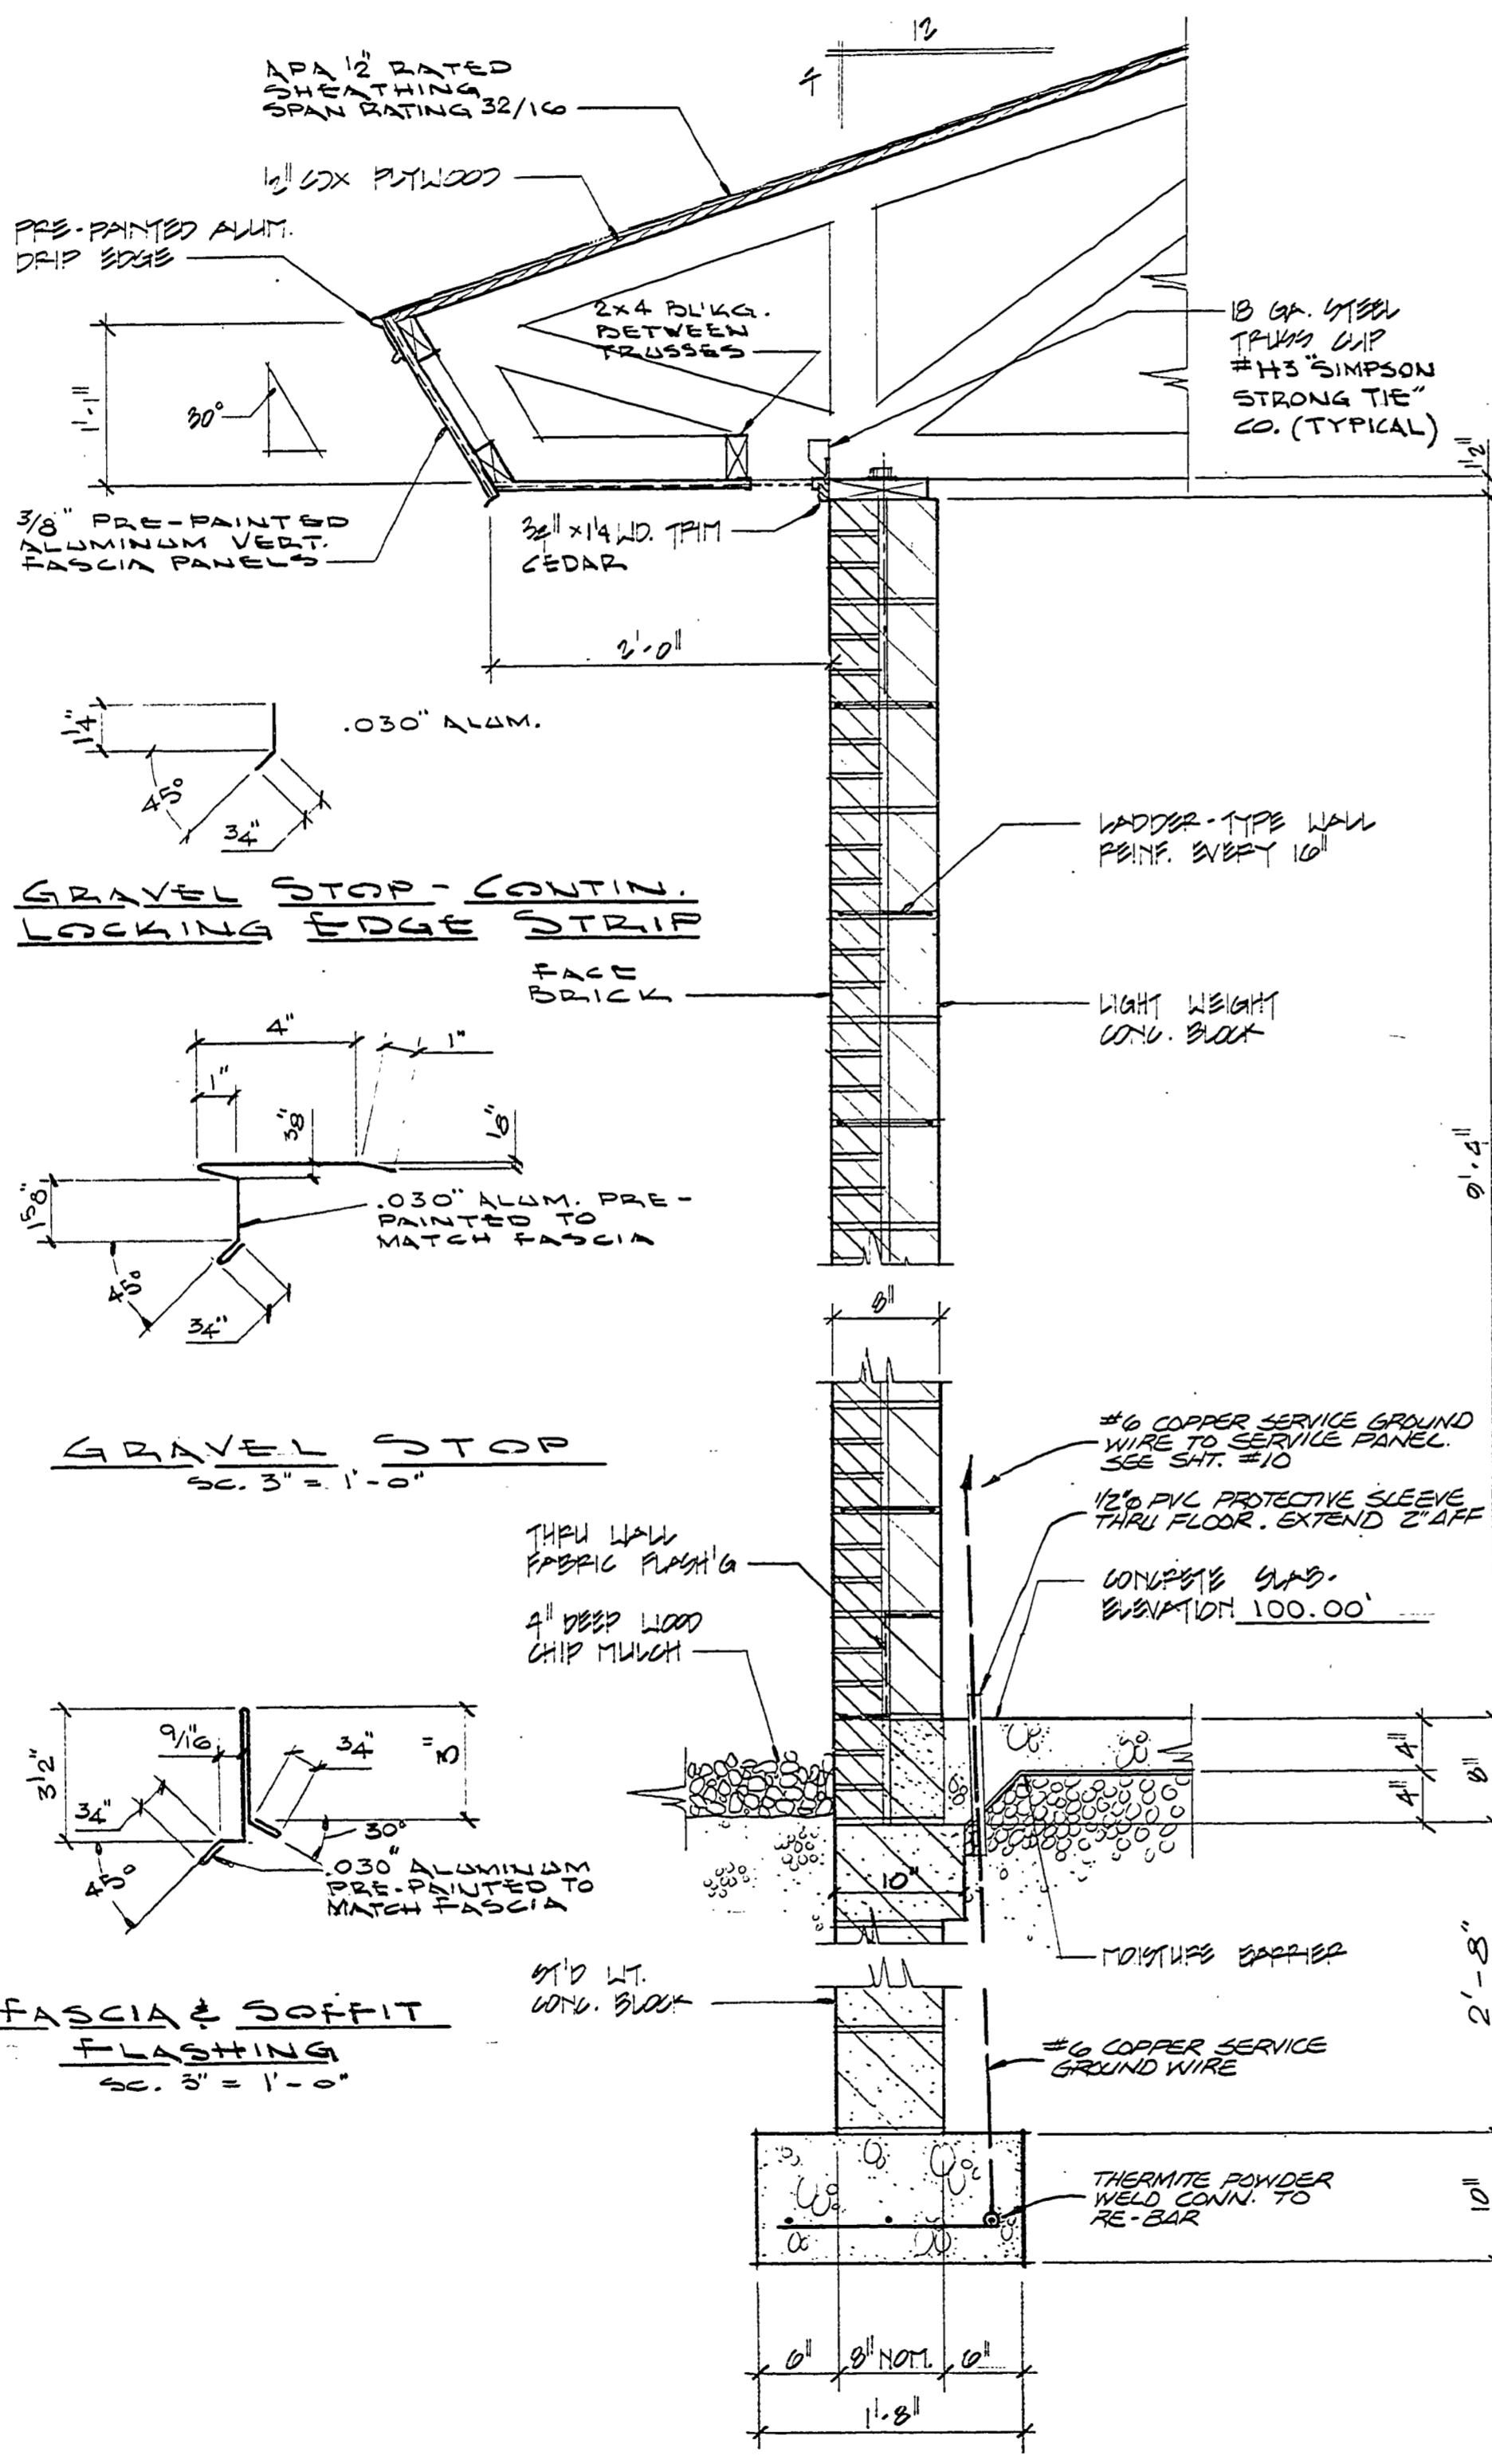 12
4
APA 1/2" RATED
SHEATHING
SPAN RATING 32/16
1/2" CDX PLYWOOD
PRE-PAINTED ALUM.
DRIP EDGE
2x4 BL'KG.
BETWEEN
TRUSSES
18 GA. STEEL
TRUSS CLIP
#H3 "SIMPSON
STRONG TIE"
CO. (TYPICAL)
1'-1"
30°
1 1/2"
3/8" PRE-PAINTED
ALUMINUM VERT.
FASCIA PANELS
WD. TRIM
CEDAR
2'-0"
1 1/4"
.030" ALUM.
45°
3/4"
GRAVEL STOP - CONTIN.
LOCKING EDGE STRIP
LADDER-TYPE WALL
REINF. EVERY 16"
FACE
BRICK
LIGHT WEIGHT
CONC. BLOCK
4"
1"
1"
3/8"
1/8"
9'-4"
1 5/8"
.030" ALUM. PRE-
PAINTED TO
MATCH FASCIA
45°
3/4"
8"
GRAVEL STOP
SC. 3" = 1'-0"
#6 COPPER SERVICE GROUND
WIRE TO SERVICE PANEL.
SEE SHT. #10
1/2"ø PVC PROTECTIVE SLEEVE
THRU FLOOR. EXTEND 2" AFF
THRU WALL
FABRIC FLASH'G
CONCRETE SLAB-
ELEVATION 100.00'
4" DEEP WOOD
CHIP MULCH
3 1/2"
9/16
3/4"
3"
3/4"
30°
45°
.030" ALUMINUM
PRE-PAINTED TO
MATCH FASCIA
4"
4"
8"
10"
MOISTURE BARRIER
ST'D WT.
CONC. BLOCK
2'-8"
FASCIA & SOFFIT
FLASHING
SC. 3" = 1'-0"
#6 COPPER SERVICE
GROUND WIRE
THERMITE POWDER
WELD CONN. TO
RE-BAR
10"
6"
8" NOM.
6"
1'-8"